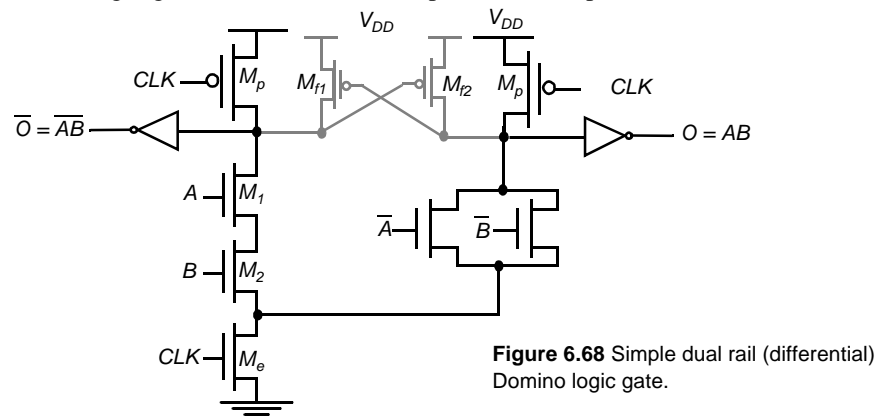 V_DD V_DD V_DD
CLK M_p M_f1 M_f2 M_p CLK
O̅ = A̅B̅ O = AB
A M_1 A̅ B̅
B M_2
CLK M_e
Figure 6.68 Simple dual rail (differential)
Domino logic gate.